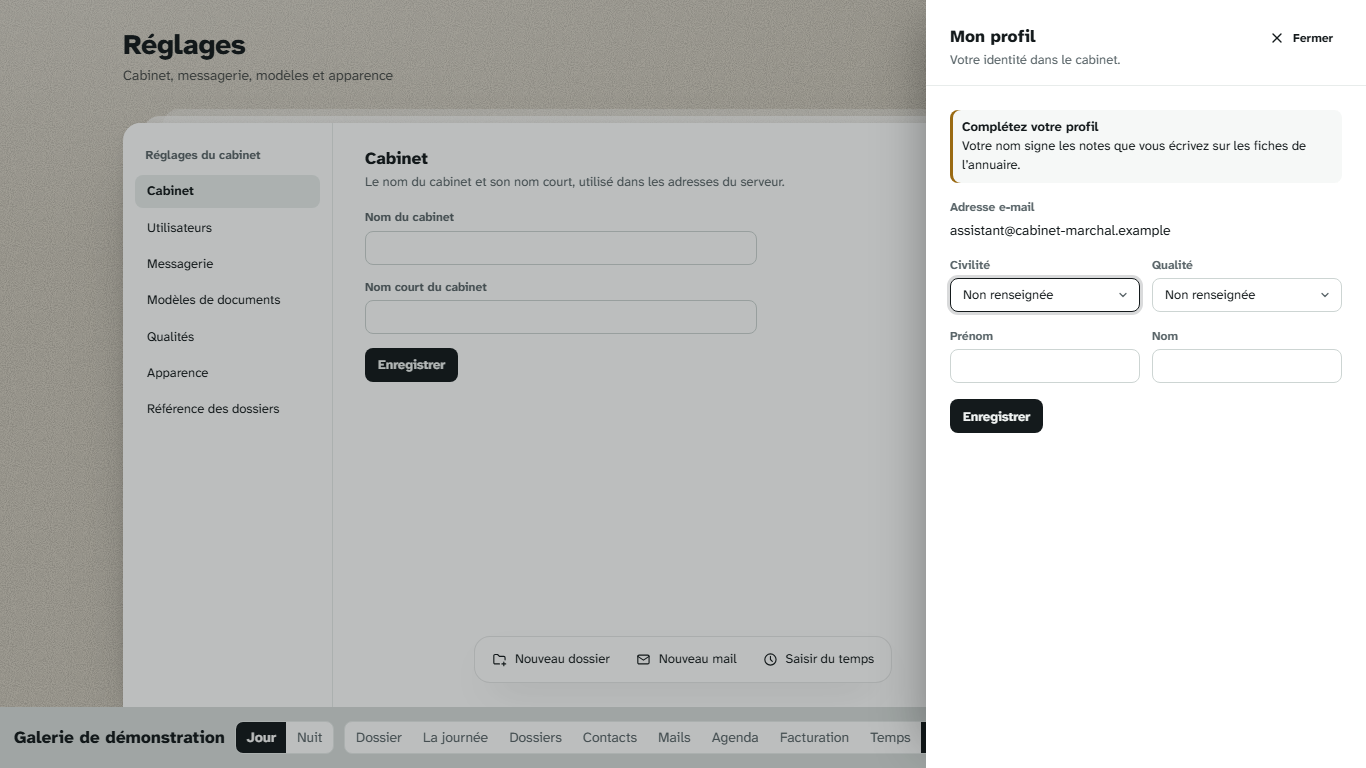 Réglages
Cabinet, messagerie, modèles et apparence
Réglages du cabinet
Cabinet
Utilisateurs
Messagerie
Modèles de documents
Qualités
Apparence
Référence des dossiers
Cabinet
Le nom du cabinet et son nom court, utilisé dans les adresses du serveur.
Nom du cabinet
Nom court du cabinet
Enregistrer
Nouveau dossier
Nouveau mail
Saisir du temps
Galerie de démonstration
Jour
Nuit
Dossier
La journée
Dossiers
Contacts
Mails
Agenda
Facturation
Temps
Mon profil
Fermer
Votre identité dans le cabinet.
Complétez votre profil
Votre nom signe les notes que vous écrivez sur les fiches de
l'annuaire.
Adresse e-mail
assistant@cabinet-marchal.example
Civilité
Qualité
Non renseignée
Non renseignée
Prénom
Nom
Enregistrer